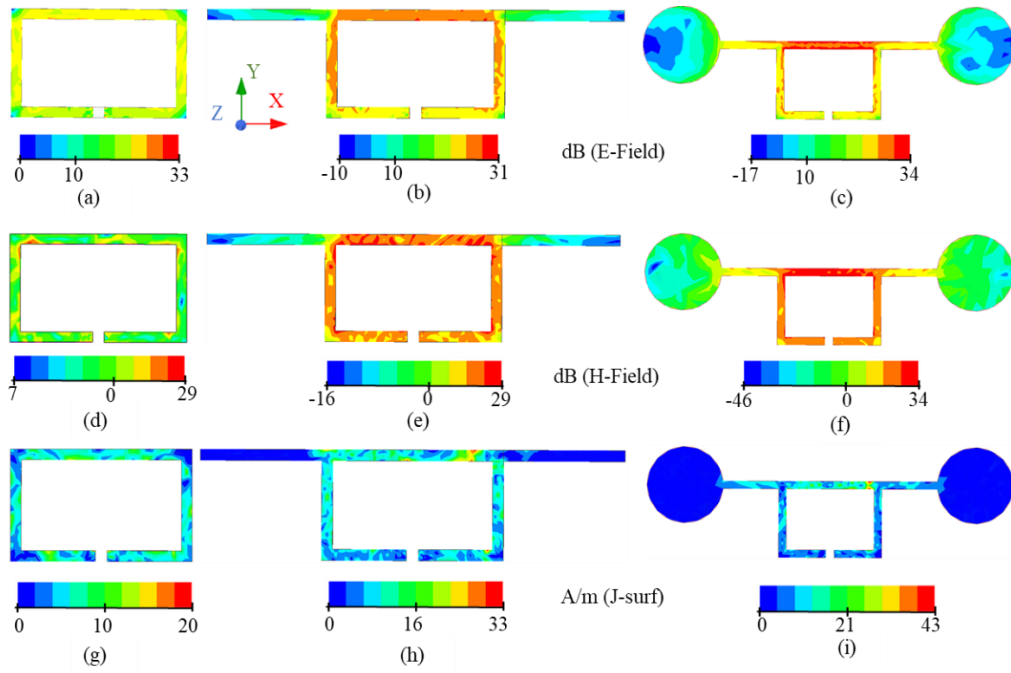 Y
Z
X
0 10 33
-10 10 31
dB (E-Field)
-17 10 34
(a)
(b)
(c)
7 0 29
-16 0 29
dB (H-Field)
-46 0 34
(d)
(e)
(f)
0 10 20
0 16 33
A/m (J-surf)
0 21 43
(g)
(h)
(i)